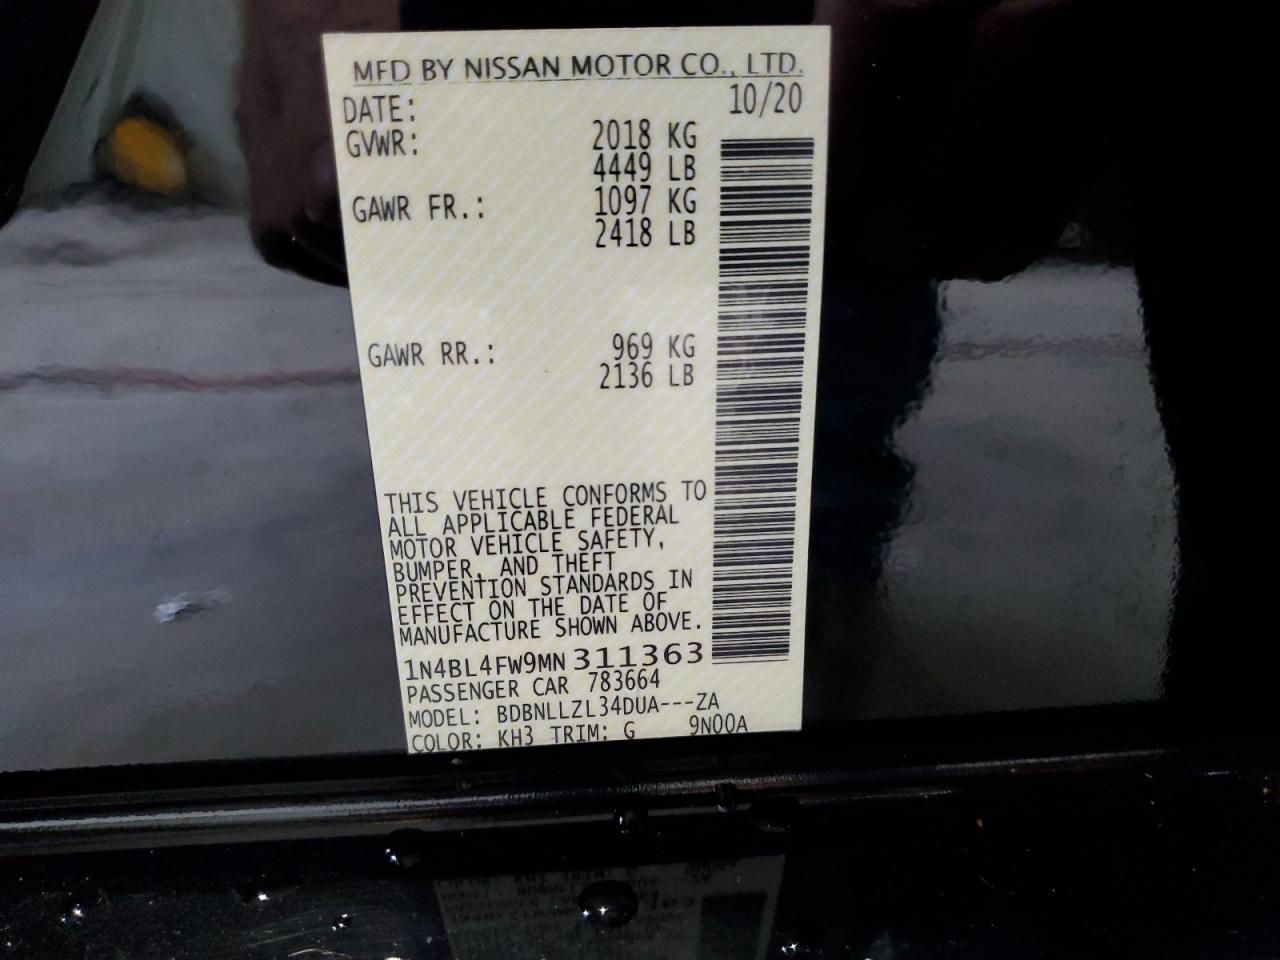 MFD BY NISSAN MOTOR CO., LTD.
DATE: 10/20
GVWR: 2018 KG
4449 LB
GAWR FR.: 1097 KG
2418 LB
GAWR RR.: 969 KG
2136 LB
THIS VEHICLE CONFORMS TO
ALL APPLICABLE FEDERAL
MOTOR VEHICLE SAFETY,
BUMPER, AND THEFT
PREVENTION STANDARDS IN
EFFECT ON THE DATE OF
MANUFACTURE SHOWN ABOVE.
1N4BL4FW9MN311363
PASSENGER CAR 783664
MODEL: BDBNLLZL34DUA---ZA
COLOR: KH3 TRIM: G 9N00A